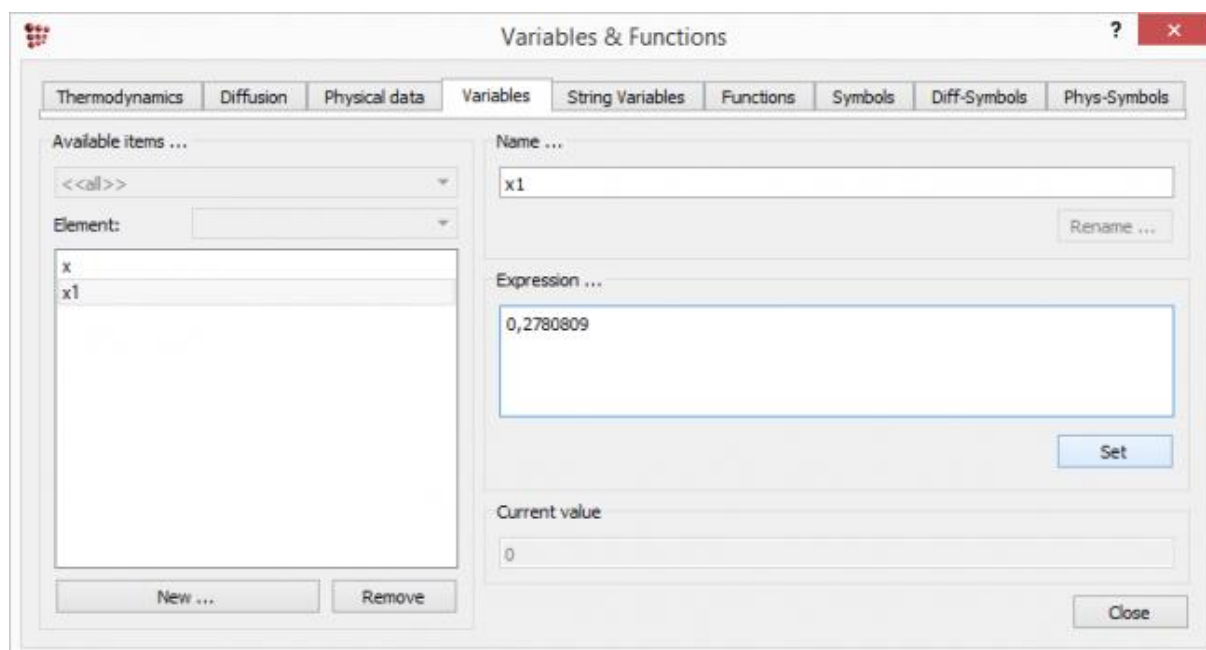 Variables & Functions
?
Thermodynamics Diffusion Physical data Variables String Variables Functions Symbols Diff-Symbols Phys-Symbols
Available items ...
<<all>>
Element:
x
x1
New ... Remove
Name ...
x1
Rename ...
Expression ...
0,2780809
Set
Current value
0
Close